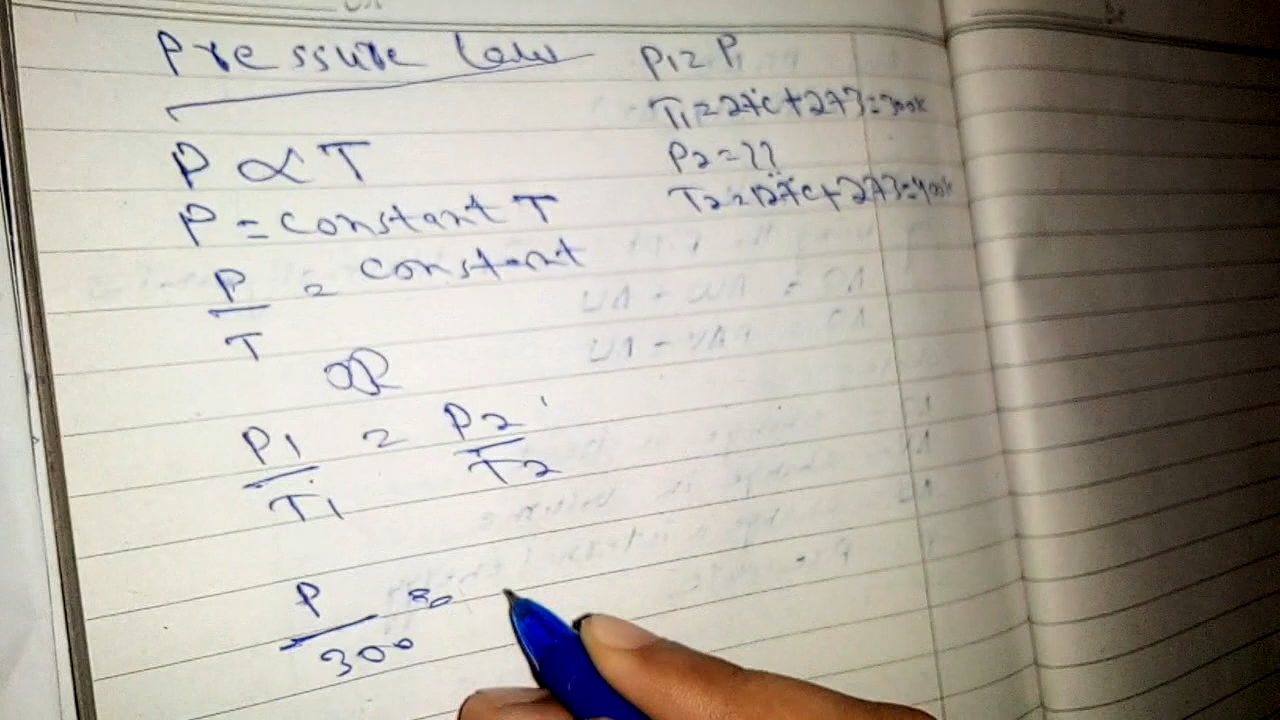 Pressure law
P ∝ T
P = constant T
P/T = constant
OR
P1/T1 = P2/T2
P/300
P1 = P1
T1 = 27°c + 273 = 300k
P2 = ??
T2 = 127°c + 273 = 400k